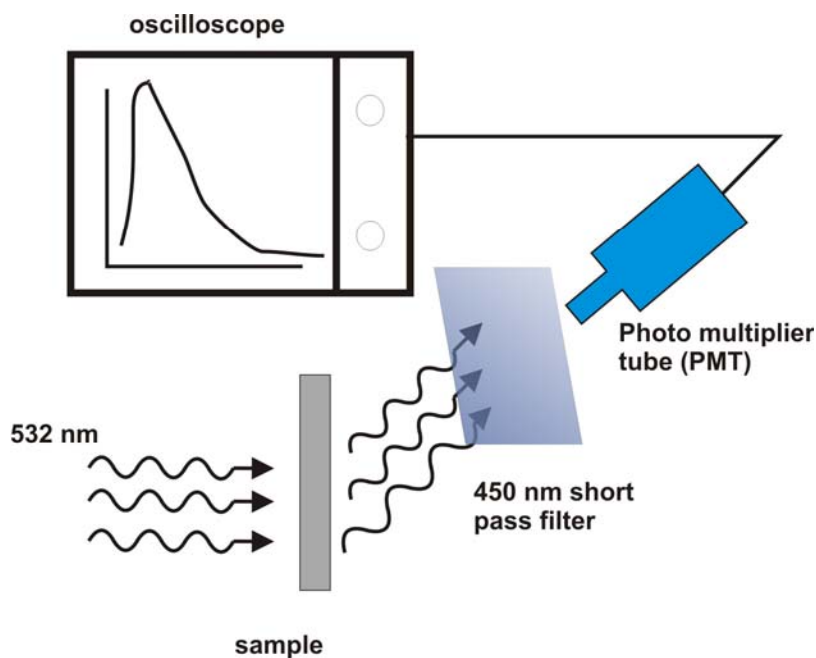 oscilloscope
Photo multiplier
tube (PMT)
532 nm
450 nm short
pass filter
sample